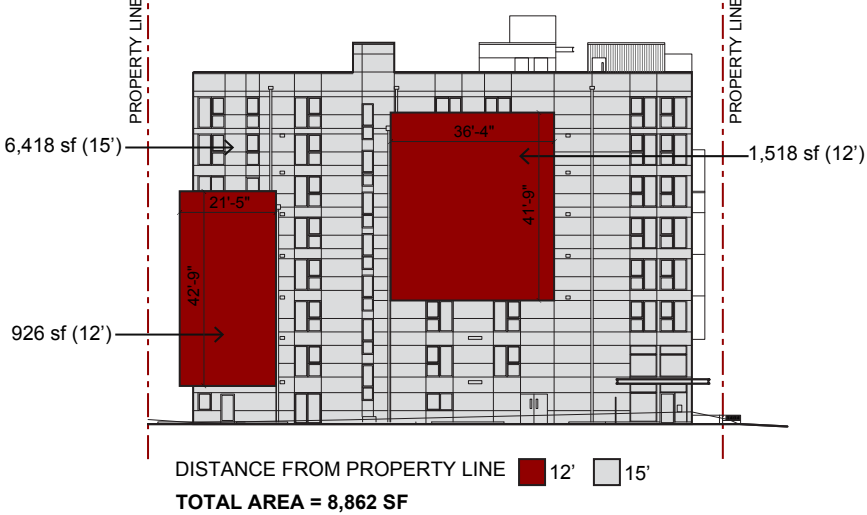 PROPERTY LINE
PROPERTY LINE
6,418 sf (15’)
36'-4"
1,518 sf (12’)
41'-9"
21'-5"
42'-9"
926 sf (12’)
DISTANCE FROM PROPERTY LINE 12’ 15’
TOTAL AREA = 8,862 SF